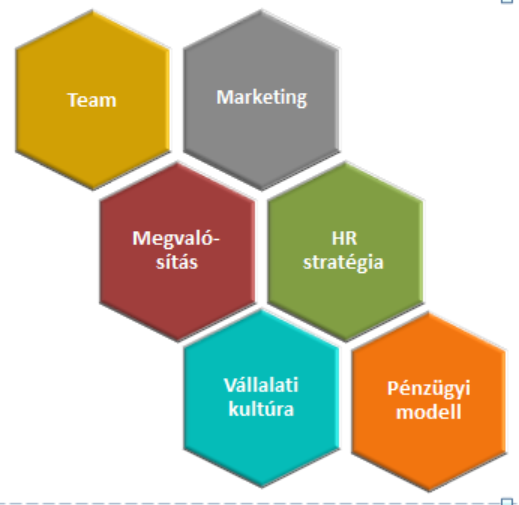 Team
Marketing
Megvaló-
sítás
HR
stratégia
Vállalati
kultúra
Pénzügyi
modell